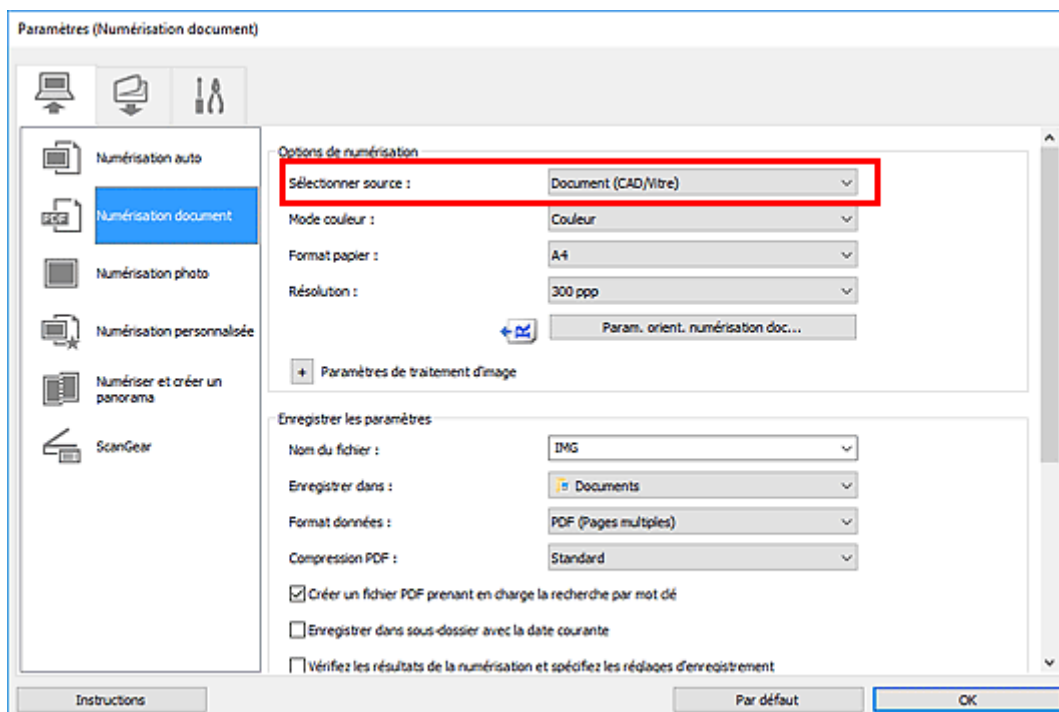 Paramètres (Numérisation document)
Numérisation auto
Numérisation document
Numérisation photo
Numérisation personnalisée
Numériser et créer un
panorama
ScanGear
Options de numérisation
Sélectionner source : Document (CAD/Vitre)
Mode couleur : Couleur
Format papier : A4
Résolution : 300 ppp
Param. orient. numérisation doc...
+ Paramètres de traitement d'image
Enregistrer les paramètres
Nom du fichier : IMG
Enregistrer dans : Documents
Format données : PDF (Pages multiples)
Compression PDF : Standard
Créer un fichier PDF prenant en charge la recherche par mot clé
Enregistrer dans sous-dossier avec la date courante
Vérifiez les résultats de la numérisation et spécifiez les réglages d'enregistrement
Instructions Par défaut OK